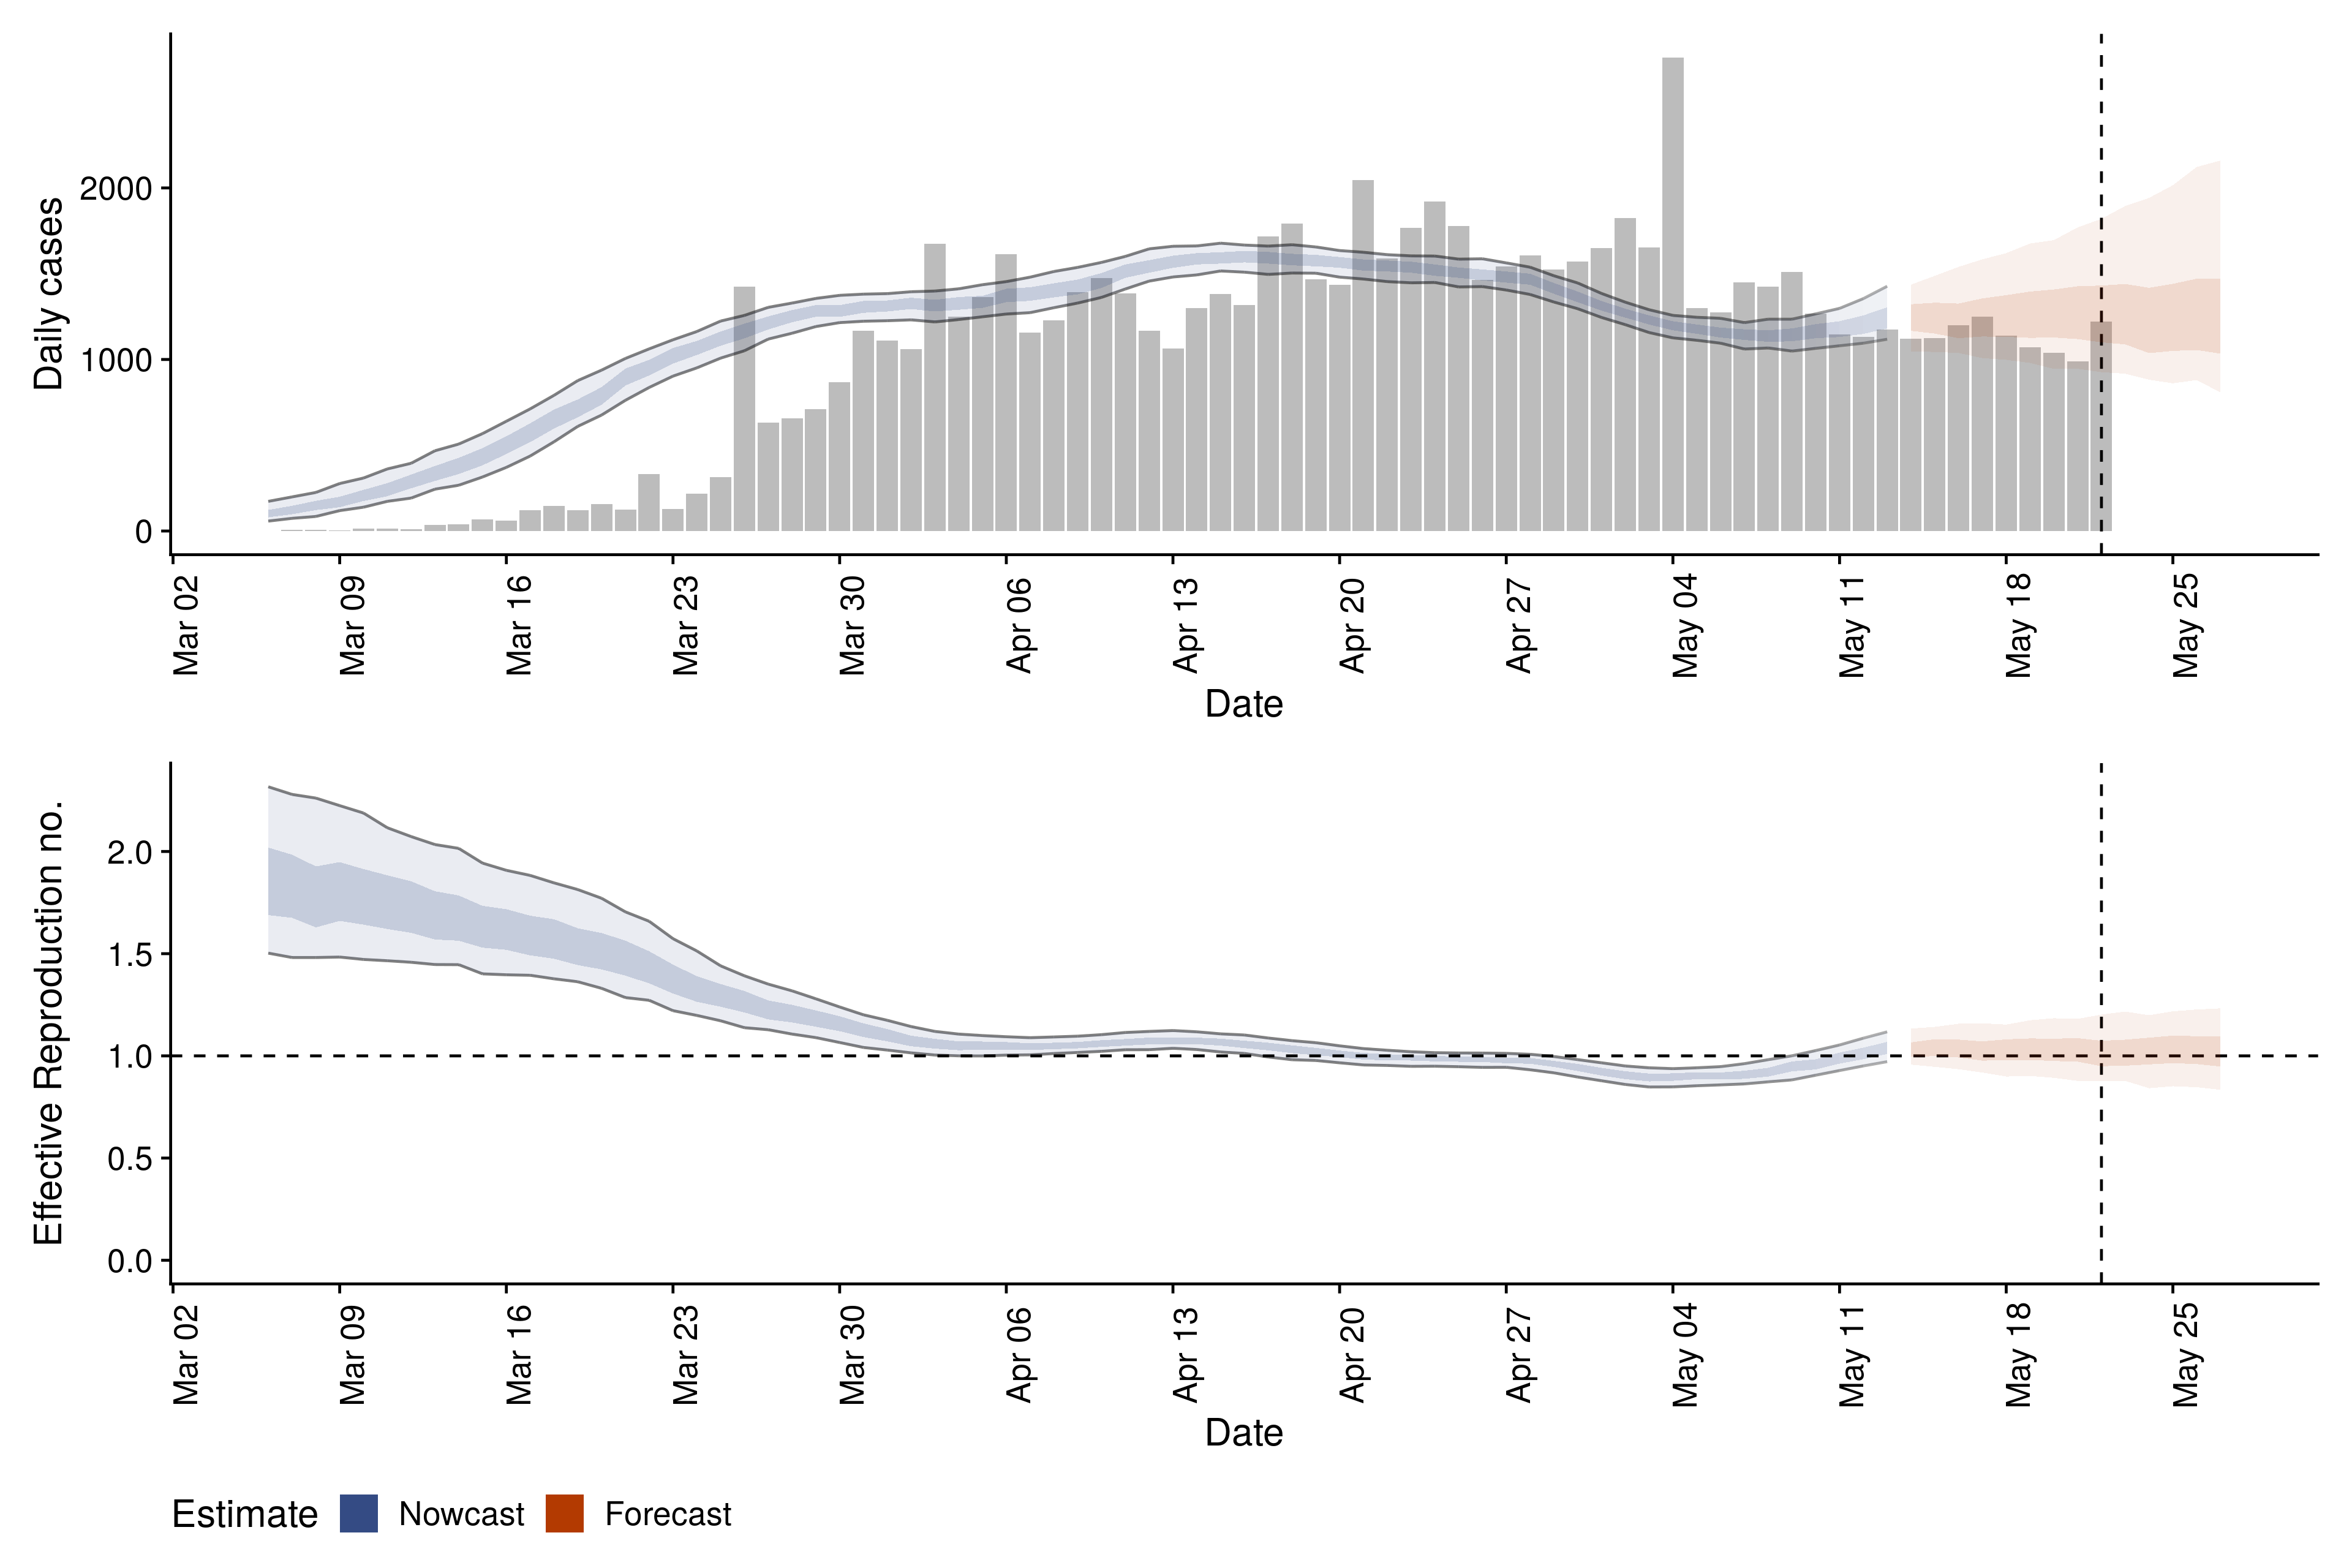 Daily cases
2000
1000
0
Mar 02
Mar 09
Mar 16
Mar 23
Mar 30
Apr 06
Apr 13
Apr 20
Apr 27
May 04
May 11
May 18
May 25
Date
Effective Reproduction no.
2.0
1.5
1.0
0.5
0.0
Mar 02
Mar 09
Mar 16
Mar 23
Mar 30
Apr 06
Apr 13
Apr 20
Apr 27
May 04
May 11
May 18
May 25
Date
Estimate Nowcast Forecast